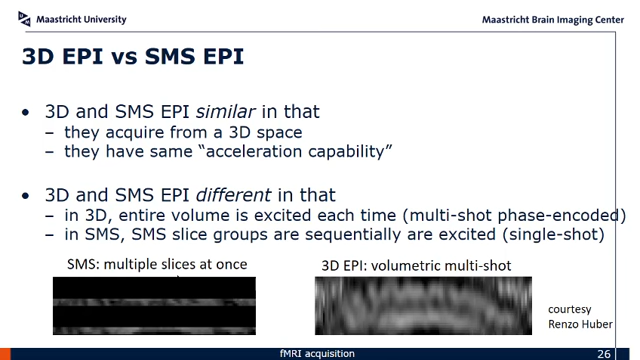 Maastricht University
Maastricht Brain Imaging Center
3D EPI vs SMS EPI
• 3D and SMS EPI similar in that
– they acquire from a 3D space
– they have same “acceleration capability”
• 3D and SMS EPI different in that
– in 3D, entire volume is excited each time (multi-shot phase-encoded)
– in SMS, SMS slice groups are sequentially are excited (single-shot)
SMS: multiple slices at once
3D EPI: volumetric multi-shot
courtesy
Renzo Huber
fMRI acquisition
26